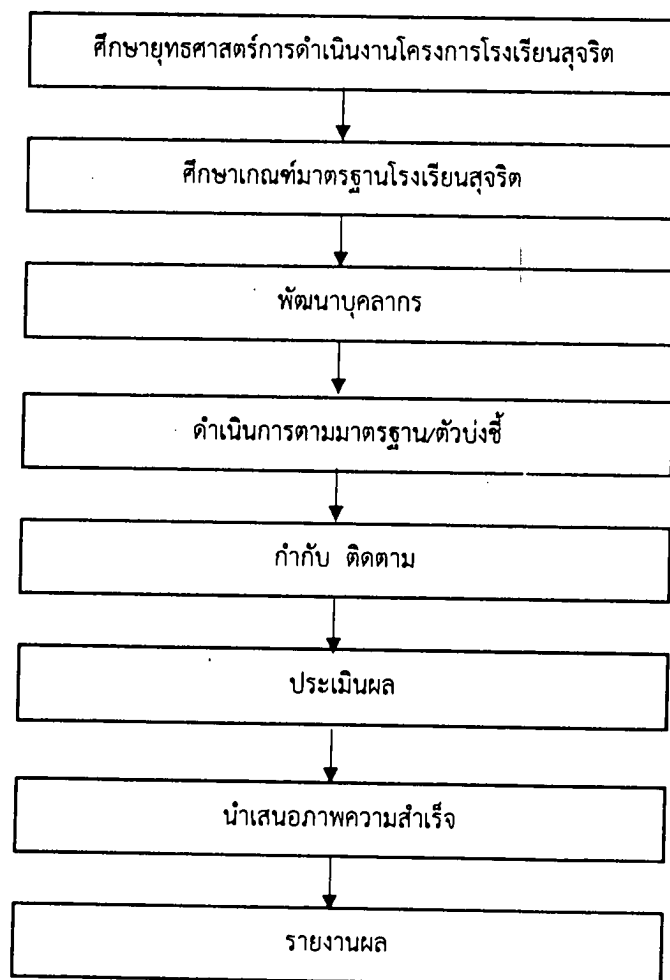 ศึกษายุทธศาสตร์การดำเนินงานโครงการโรงเรียนสุจริต
ศึกษาเกณฑ์มาตรฐานโรงเรียนสุจริต
พัฒนาบุคลากร
ดำเนินการตามมาตรฐาน/ตัวบ่งชี้
กำกับ ติดตาม
ประเมินผล
นำเสนอภาพความสำเร็จ
รายงานผล